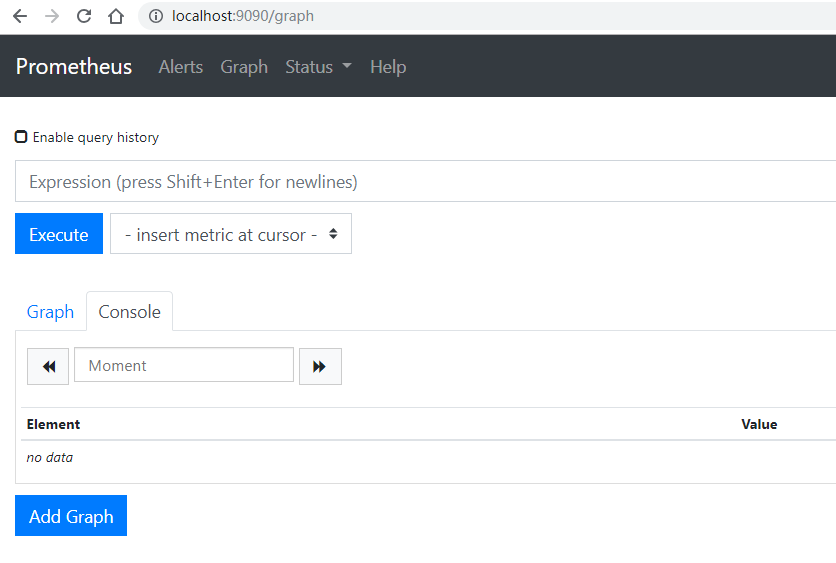 localhost:9090/graph
Prometheus Alerts Graph Status Help
Enable query history
Expression (press Shift+Enter for newlines)
Execute - insert metric at cursor -
Graph Console
Moment
Element Value
no data
Add Graph